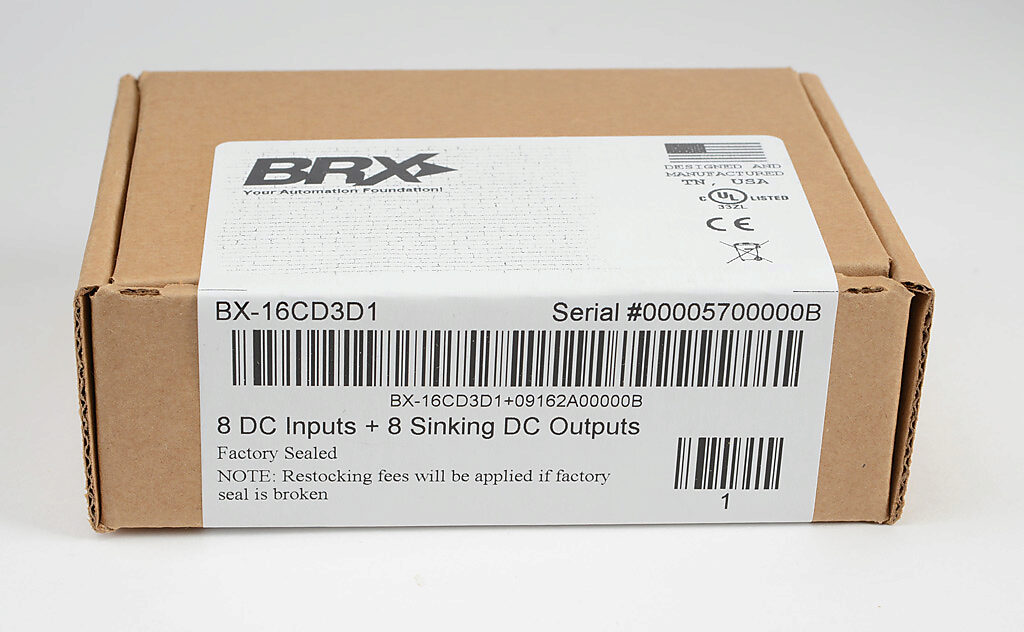 BRX
Your Automation Foundation!
DESIGNED AND
MANUFACTURED
TN, USA
C UL LISTED
33ZL
CE
BX-16CD3D1 Serial #00005700000B
BX-16CD3D1+09162A00000B
8 DC Inputs + 8 Sinking DC Outputs
Factory Sealed
NOTE: Restocking fees will be applied if factory
seal is broken
1